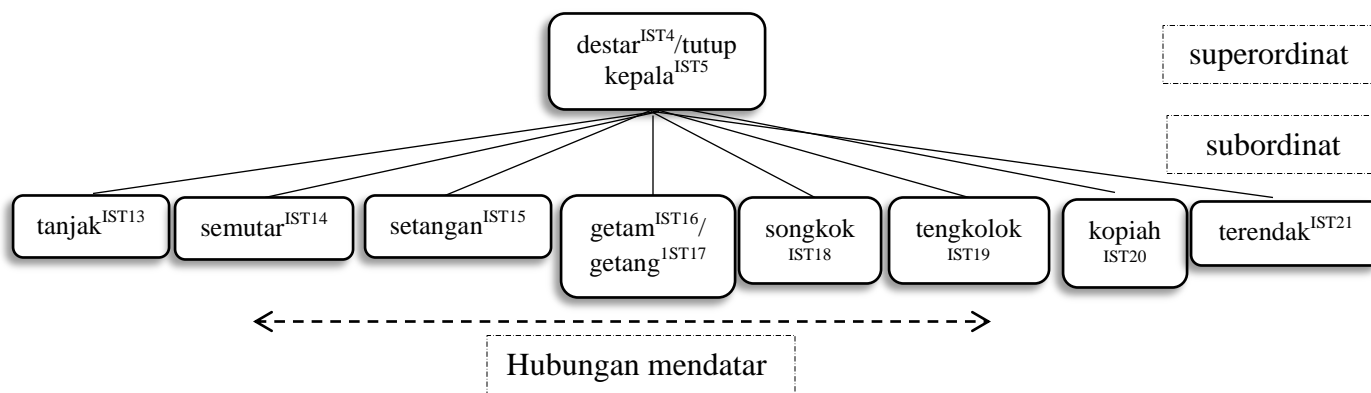 destarIST4/tutup
kepalaIST5
superordinat
subordinat
tanjakIST13
semutarIST14
setanganIST15
getamIST16/
getang1ST17
songkok
IST18
tengkolok
IST19
kopiah
IST20
terendakIST21
Hubungan mendatar